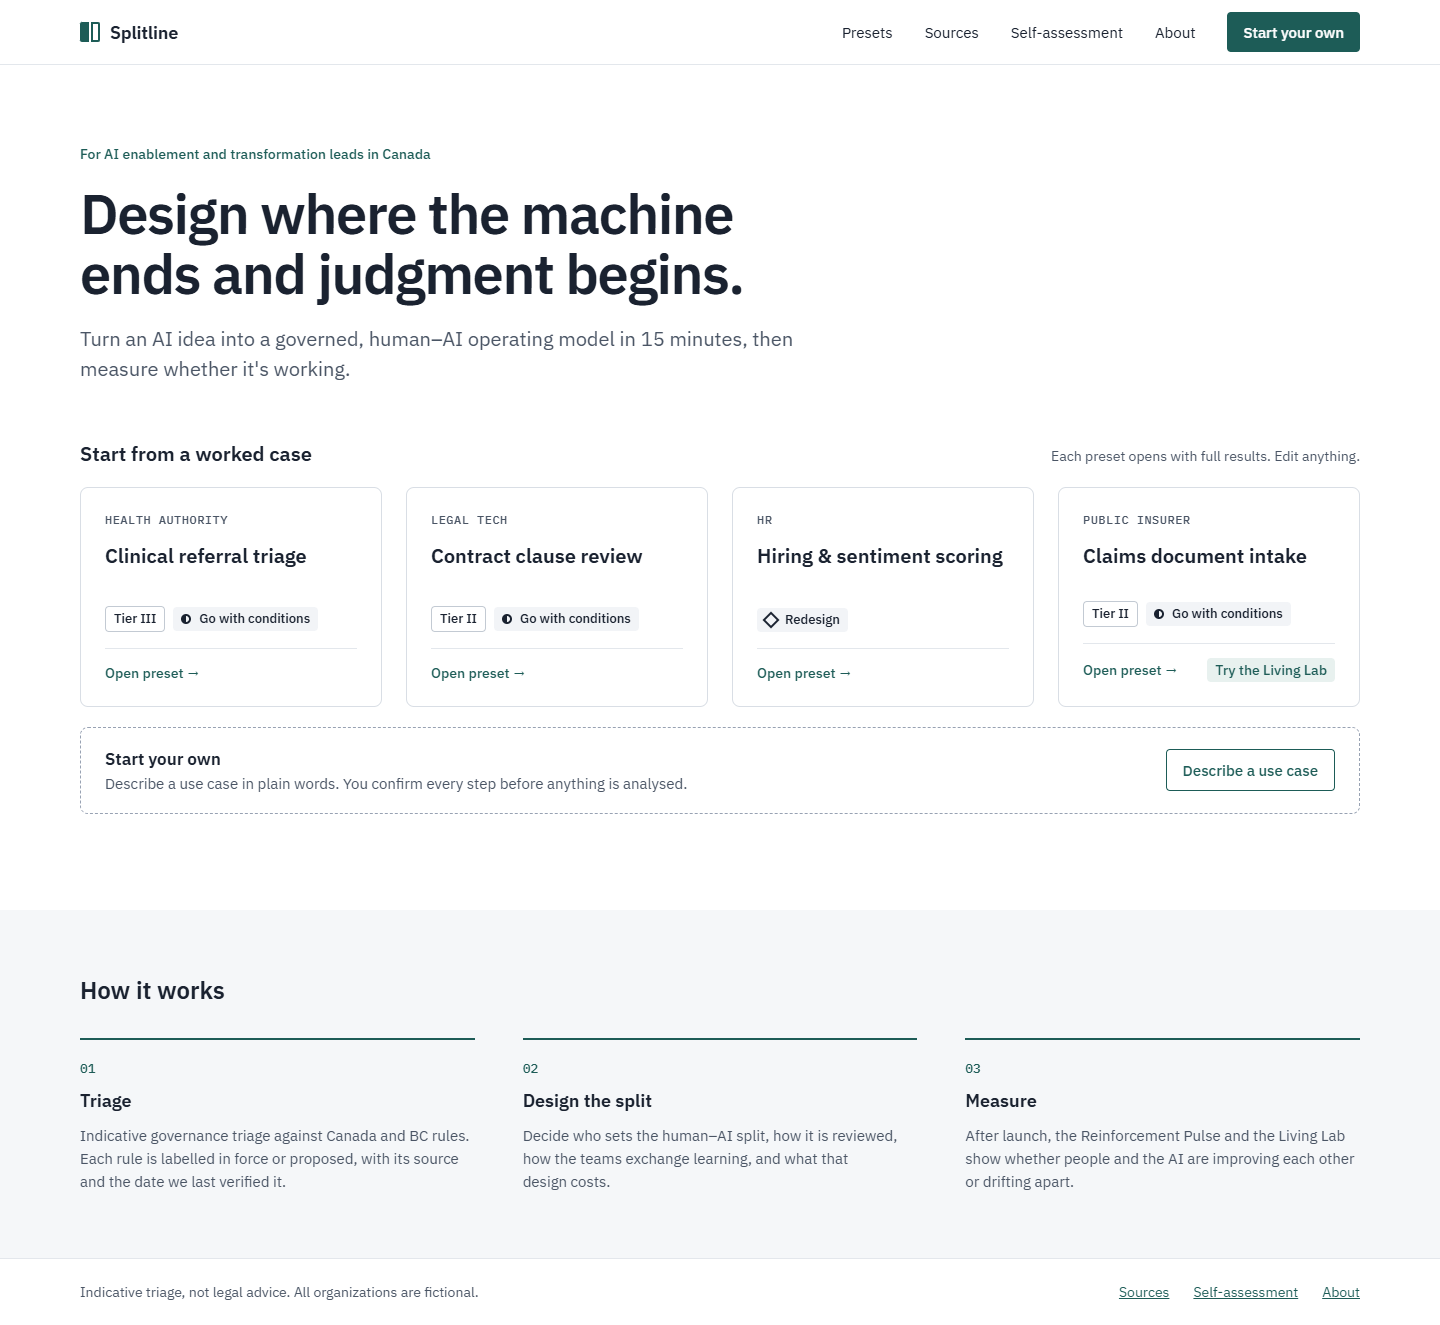 Splitline
Presets
Sources
Self-assessment
About
Start your own
For AI enablement and transformation leads in Canada
Design where the machine
ends and judgment begins.
Turn an AI idea into a governed, human–AI operating model in 15 minutes, then
measure whether it's working.
Start from a worked case
Each preset opens with full results. Edit anything.
HEALTH AUTHORITY
Clinical referral triage
Tier III
Go with conditions
Open preset →
LEGAL TECH
Contract clause review
Tier II
Go with conditions
Open preset →
HR
Hiring & sentiment scoring
Redesign
Open preset →
PUBLIC INSURER
Claims document intake
Tier II
Go with conditions
Open preset →
Try the Living Lab
Start your own
Describe a use case in plain words. You confirm every step before anything is analysed.
Describe a use case
How it works
01
Triage
Indicative governance triage against Canada and BC rules.
Each rule is labelled in force or proposed, with its source
and the date we last verified it.
02
Design the split
Decide who sets the human–AI split, how it is reviewed,
how the teams exchange learning, and what that
design costs.
03
Measure
After launch, the Reinforcement Pulse and the Living Lab
show whether people and the AI are improving each other
or drifting apart.
Indicative triage, not legal advice. All organizations are fictional.
Sources
Self-assessment
About